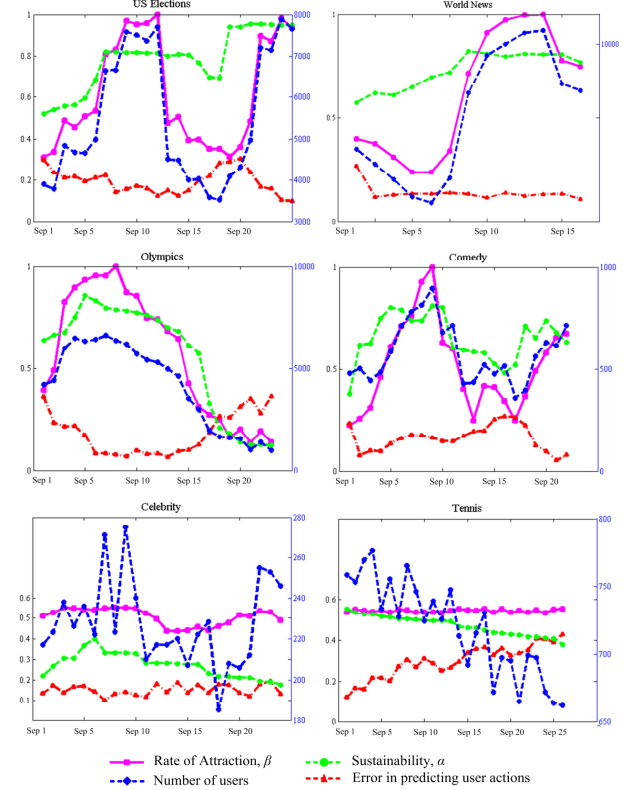 US Elections
World News
1
0.8
0.6
0.4
0.2
0
8000
7000
6000
5000
4000
3000
Sep 1
Sep 5
Sep 10
Sep 15
Sep 20
1
0.5
0
10000
Sep 1
Sep 5
Sep 10
Sep 16
Olympics
Comedy
1
0.5
0
10000
5000
0
Sep 1
Sep 5
Sep 10
Sep 15
Sep 20
1
0.5
0
1000
500
0
Sep 1
Sep 5
Sep 10
Sep 15
Sep 20
Celebrity
Tennis
0.6
0.5
0.4
0.3
0.2
0.1
280
260
240
220
200
180
Sep 1
Sep 5
Sep 10
Sep 15
Sep 20
1
0.8
0.6
0.4
0.2
0
800
750
700
650
Sep 1
Sep 5
Sep 10
Sep 15
Sep 20
Sep 25
Rate of Attraction, β
Sustainability, α
Number of users
Error in predicting user actions